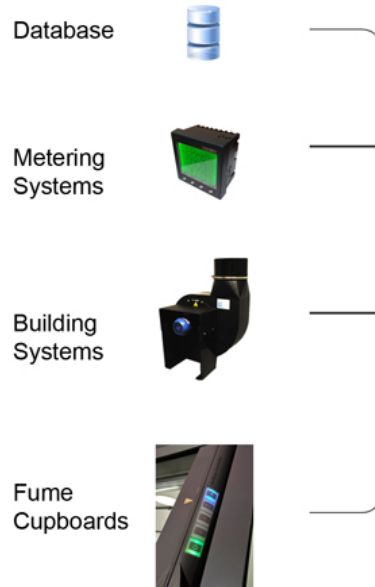 Database
Metering
Systems
Building
Systems
Fume
Cupboards